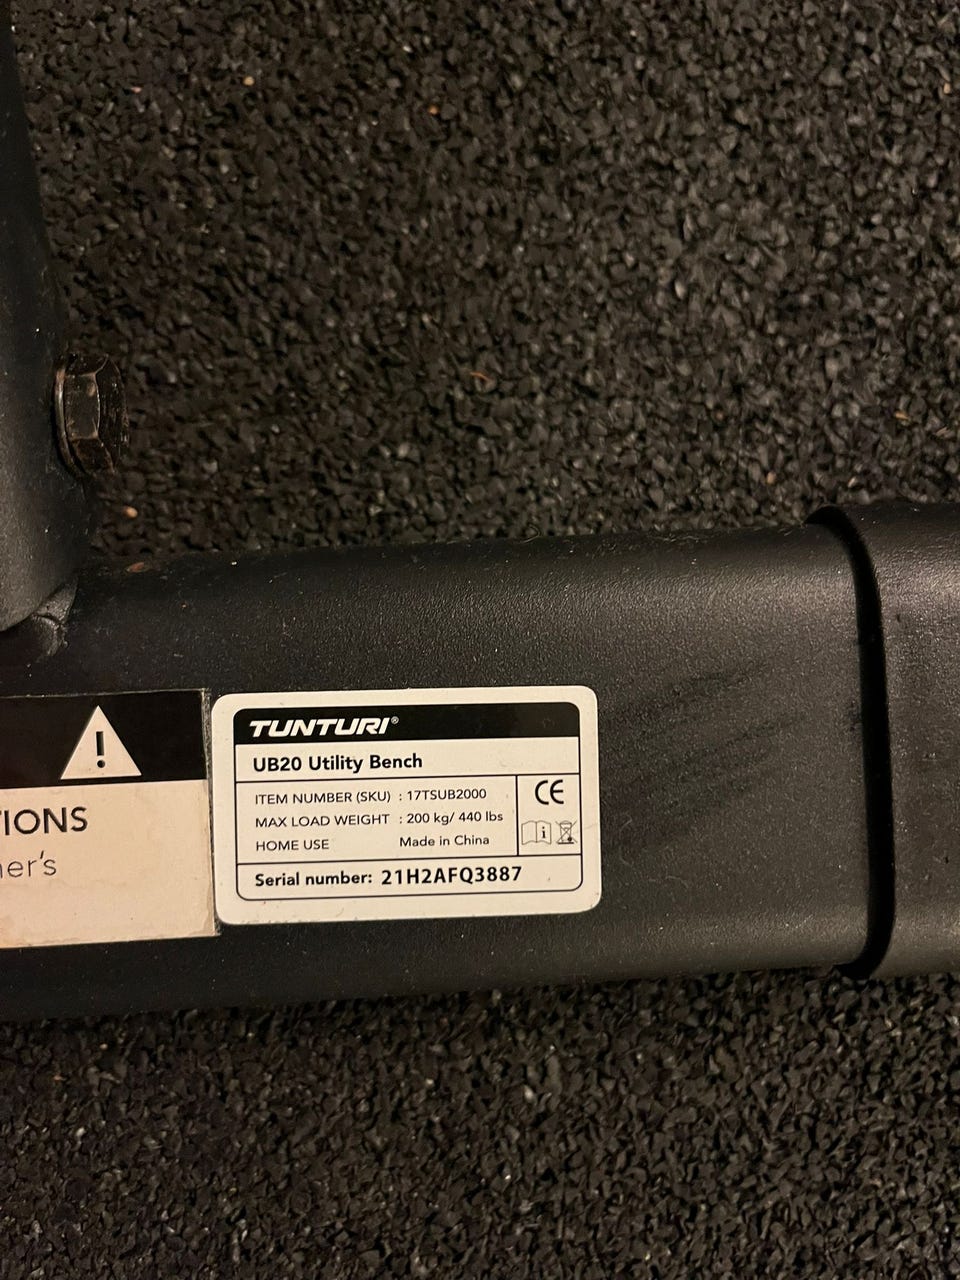 !
TIONS
ner's
TUNTURI®
UB20 Utility Bench
ITEM NUMBER (SKU) : 17TSUB2000
MAX LOAD WEIGHT : 200 kg/ 440 lbs
HOME USE Made in China
CE
i
Serial number: 21H2AFQ3887